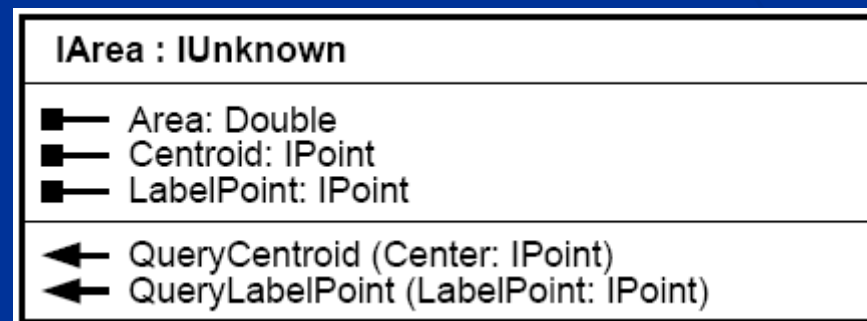 IArea : IUnknown
Area: Double
Centroid: IPoint
LabelPoint: IPoint
QueryCentroid (Center: IPoint)
QueryLabelPoint (LabelPoint: IPoint)